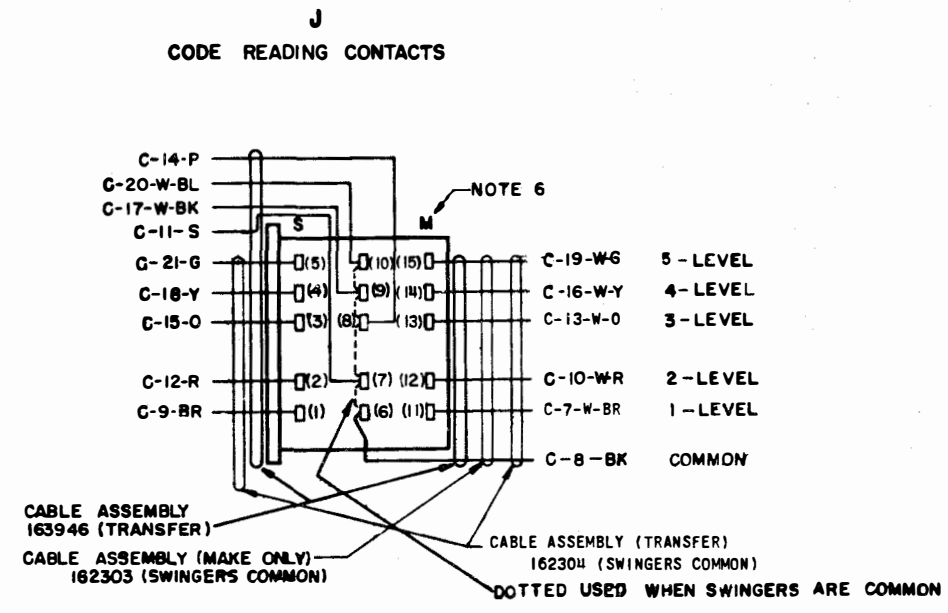 J
CODE READING CONTACTS
C-14-P
C-20-W-BL
C-17-W-BK
C-11-S
NOTE 6
S M
C-21-G (5) (10) (15) C-19-W-G 5-LEVEL
C-18-Y (4) (9) (14) C-16-W-Y 4-LEVEL
C-15-O (3) (8) (13) C-13-W-O 3-LEVEL
C-12-R (2) (7) (12) C-10-W-R 2-LEVEL
C-9-BR (1) (6) (11) C-7-W-BR 1-LEVEL
C-8-BK COMMON
CABLE ASSEMBLY
163946 (TRANSFER)
CABLE ASSEMBLY (MAKE ONLY)
162303 (SWINGERS COMMON)
CABLE ASSEMBLY (TRANSFER)
162304 (SWINGERS COMMON)
DOTTED USED WHEN SWINGERS ARE COMMON